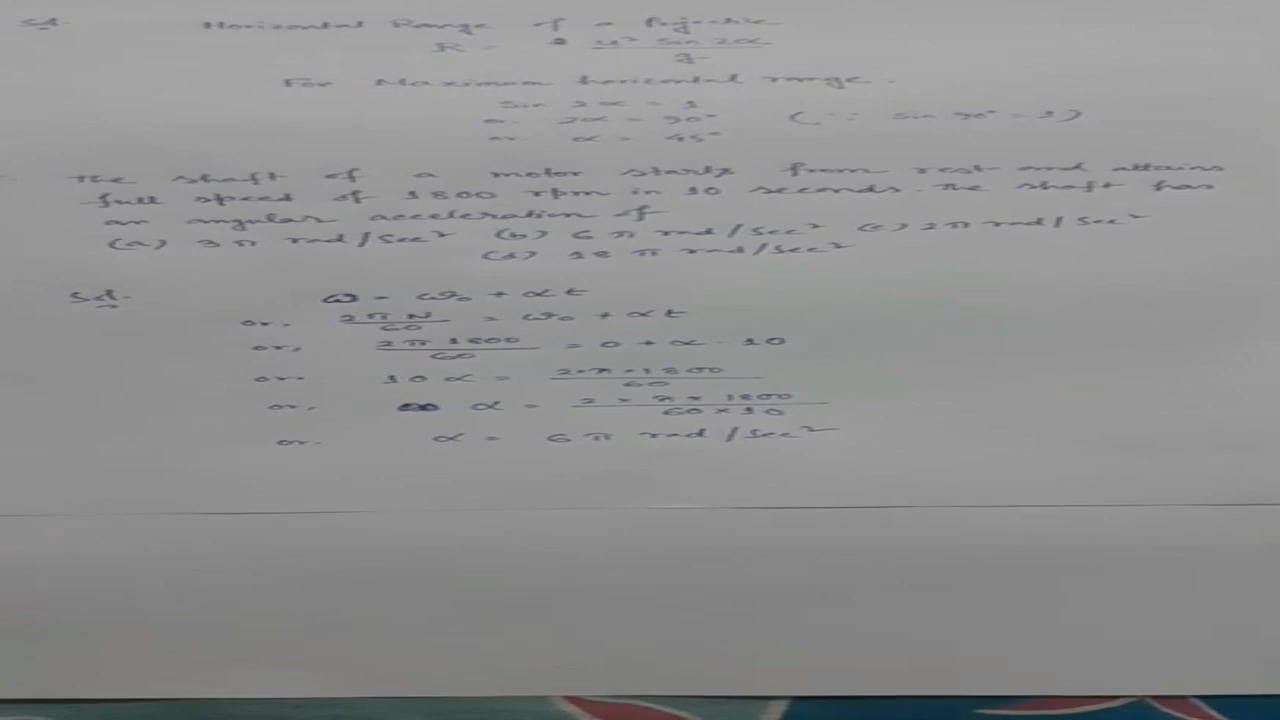 Sol. Horizontal Range of a Projectile
R = u² sin 2α / g
For Maximum horizontal range.
sin 2α = 1
or. 2α = 90° (∵ sin 90° = 1)
or. α = 45°
The shaft of a motor starts from rest and attains
full speed of 1800 rpm in 10 seconds. The shaft has
an angular acceleration of
(a) 3π rad/sec² (b) 6π rad/sec² (c) 2π rad/sec²
(d) 18 π rad/sec²
Sol. ω = ω₀ + αt
or, 2πN / 60 = ω₀ + αt
or, 2π 1800 / 60 = 0 + α · 10
or. 10 α = 2·π·1800 / 60
or, α = 2 × π × 1800 / 60 × 10
or. α = 6π rad/sec²